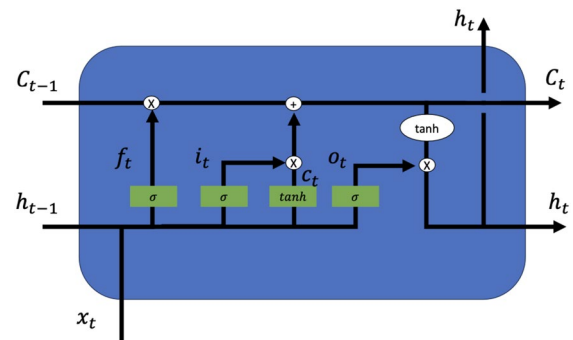 h_t
C_{t-1}
C_t
x
+
tanh
f_t
i_t
o_t
x
x
c_t
h_{t-1}
σ
σ
tanh
σ
h_t
x_t